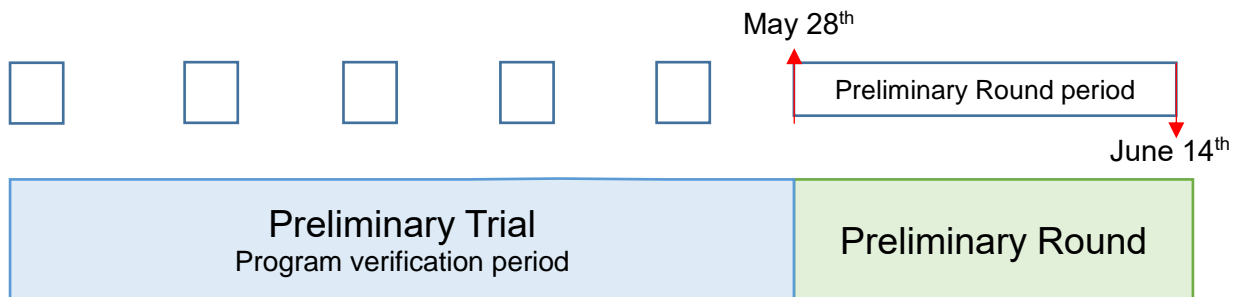 May 28th
Preliminary Round period
June 14th
Preliminary Trial
Program verification period
Preliminary Round